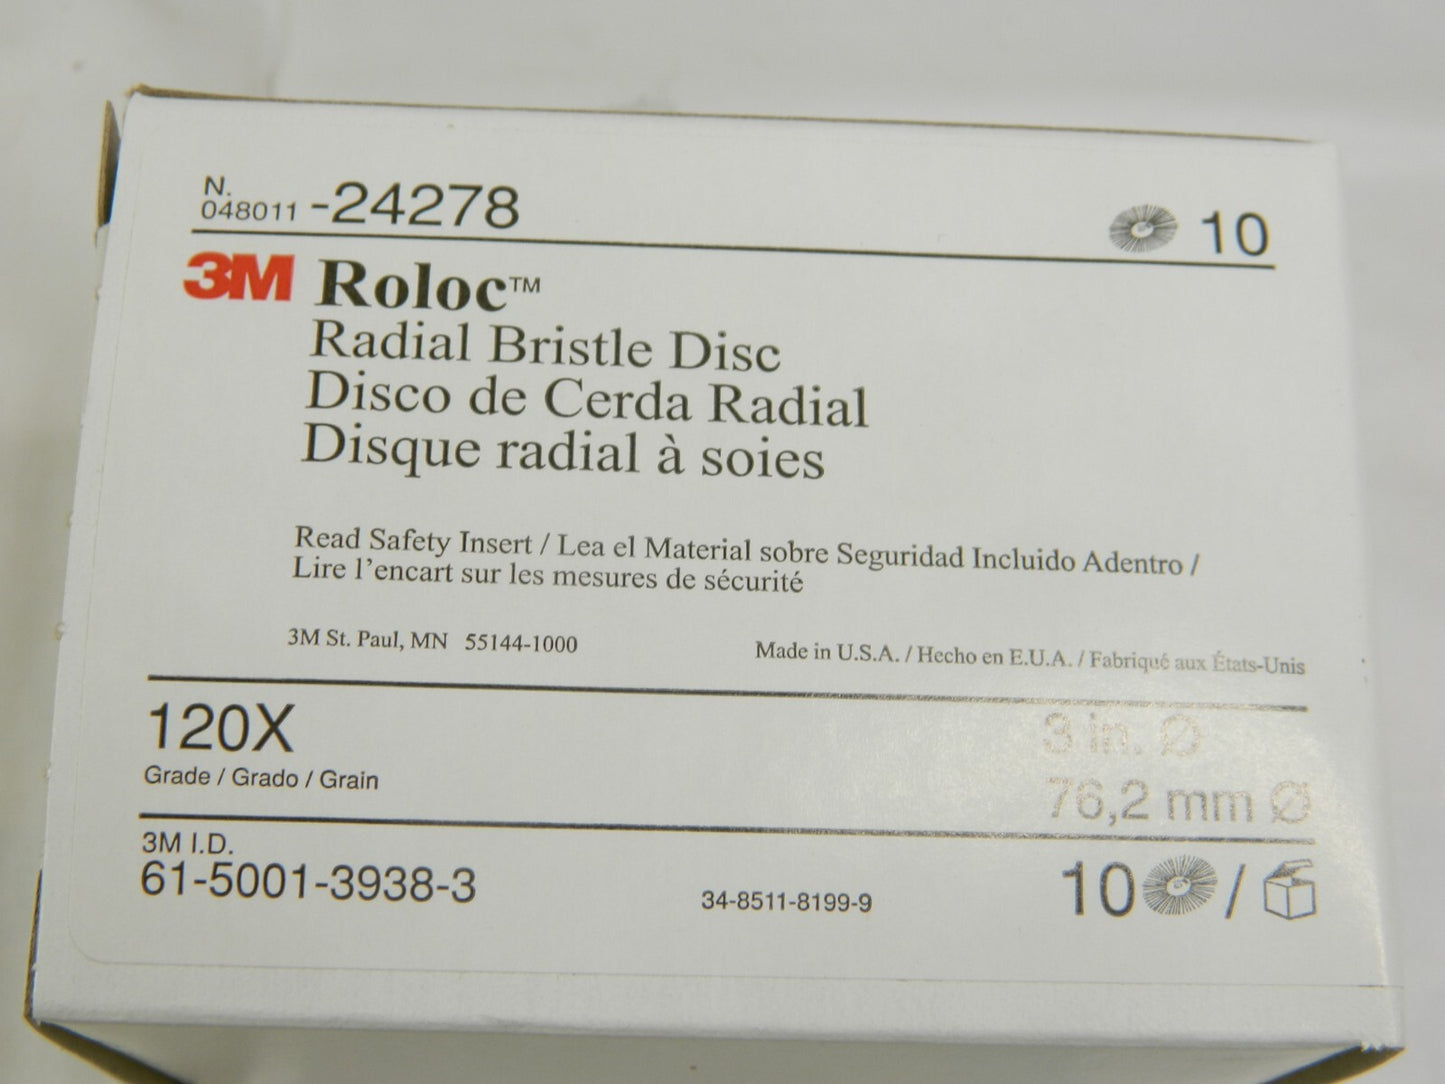 N.
048011 -24278
10
3M Roloc™
Radial Bristle Disc
Disco de Cerda Radial
Disque radial à soies
Read Safety Insert / Lea el Material sobre Seguridad Incluido Adentro /
Lire l'encart sur les mesures de sécurité
3M St. Paul, MN 55144-1000
Made in U.S.A. / Hecho en E.U.A. / Fabriqué aux États-Unis
120X
Grade / Grado / Grain
3 in. Ø
76,2 mm Ø
3M I.D.
61-5001-3938-3
34-8511-8199-9
10 /